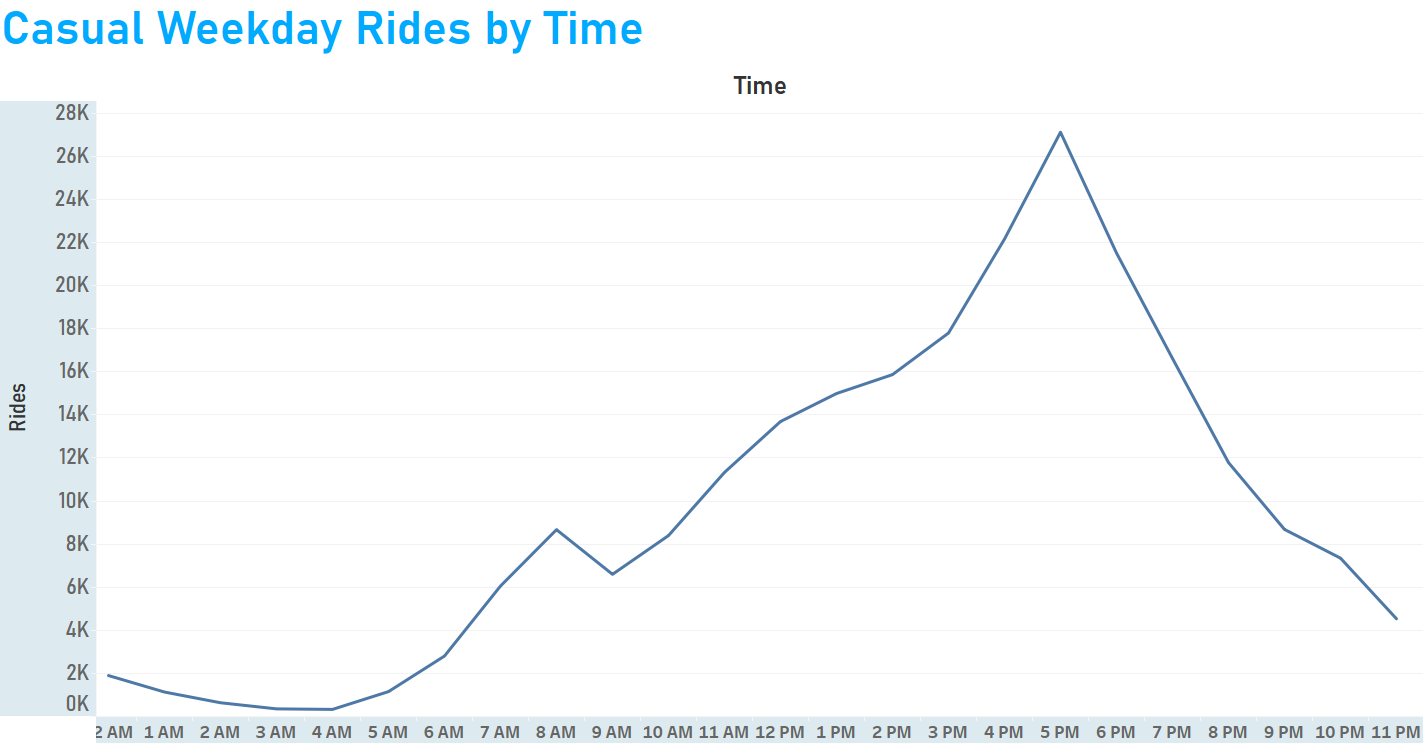 Casual Weekday Rides by Time
Time
28K
26K
24K
22K
20K
18K
16K
14K
12K
10K
8K
6K
4K
2K
0K
Rides
2 AM 1 AM 2 AM 3 AM 4 AM 5 AM 6 AM 7 AM 8 AM 9 AM 10 AM 11 AM 12 PM 1 PM 2 PM 3 PM 4 PM 5 PM 6 PM 7 PM 8 PM 9 PM 10 PM 11 PM